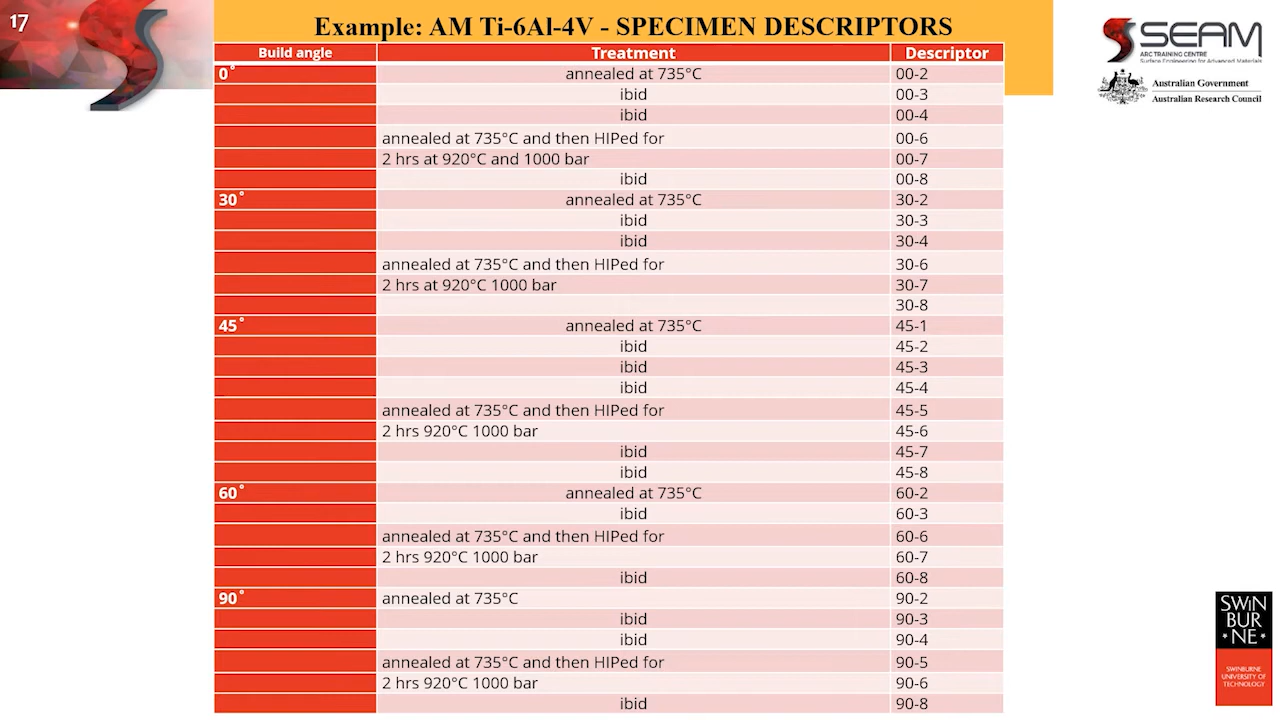 17
Example: AM Ti-6Al-4V - SPECIMEN DESCRIPTORS
Build angle Treatment Descriptor
0° annealed at 735°C 00-2
ibid 00-3
ibid 00-4
annealed at 735°C and then HIPed for 00-6
2 hrs at 920°C and 1000 bar 00-7
ibid 00-8
30° annealed at 735°C 30-2
ibid 30-3
ibid 30-4
annealed at 735°C and then HIPed for 30-6
2 hrs at 920°C 1000 bar 30-7
30-8
45° annealed at 735°C 45-1
ibid 45-2
ibid 45-3
ibid 45-4
annealed at 735°C and then HIPed for 45-5
2 hrs 920°C 1000 bar 45-6
ibid 45-7
ibid 45-8
60° annealed at 735°C 60-2
ibid 60-3
annealed at 735°C and then HIPed for 60-6
2 hrs 920°C 1000 bar 60-7
ibid 60-8
90° annealed at 735°C 90-2
ibid 90-3
ibid 90-4
annealed at 735°C and then HIPed for 90-5
2 hrs 920°C 1000 bar 90-6
ibid 90-8
SEAM
ARC TRAINING CENTRE
Surface Engineering for Advanced Materials
Australian Government
Australian Research Council
SWIN
BUR
NE
SWINBURNE
UNIVERSITY OF
TECHNOLOGY